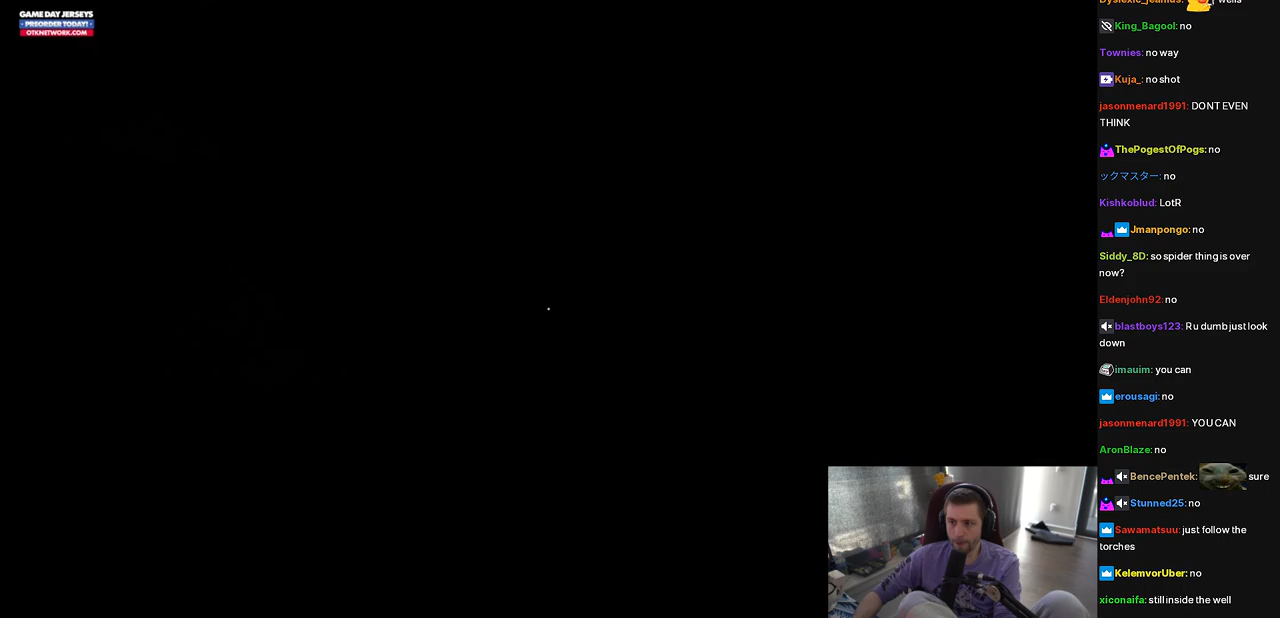 GAME DAY JERSEYS
PREORDER TODAY!
OTKNETWORK.COM
King_Bagool: no
Townies: no way
Kuja_: no shot
jasonmenard1991: DONT EVEN
THINK
ThePogestOfPogs: no
ックマスター: no
Kishkoblud: LotR
Jmanpongo: no
Siddy_8D: so spider thing is over
now?
Eldenjohn92: no
blastboys123: R u dumb just look
down
imauim: you can
erousagi: no
jasonmenard1991: YOU CAN
AronBlaze: no
BencePentek: sure
Stunned25: no
Sawamatsuu: just follow the
torches
KelemvorUber: no
xiconaifa: still inside the well